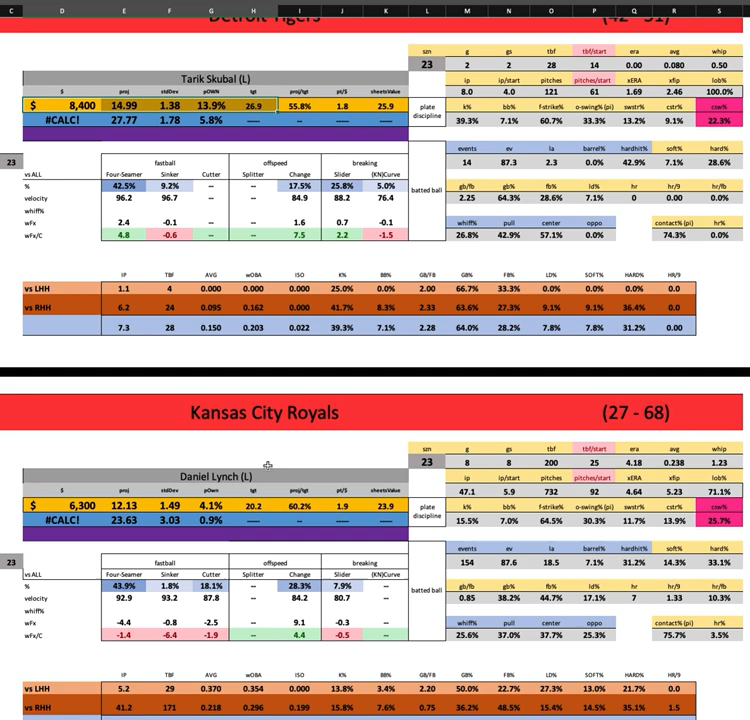 C D E F G H I J K L M N O P Q R S
Detroit Tigers (42 - 51)
szn g gs tbf tbf/start era avg whip
23 2 2 28 14 0.00 0.080 0.50
Tarik Skubal (L) ip ip/start pitches pitches/start xERA xfip lob%
$ proj stdDev pOWN tgt proj/tgt pt/$ sheetsValue 8.0 4.0 121 61 1.69 2.46 100.0%
$ 8,400 14.99 1.38 13.9% 26.9 55.8% 1.8 25.9 plate discipline k% bb% f-strike% o-swing% (pi) swstr% cstr% csw%
#CALC! 27.77 1.78 5.8% ---- -- ---- ---- 39.3% 7.1% 60.7% 33.3% 13.2% 9.1% 22.3%
events ev la barrel% hardhit% soft% hard%
23 fastball offspeed breaking 14 87.3 2.3 0.0% 42.9% 7.1% 28.6%
vs ALL Four-Seamer Sinker Cutter Splitter Change Slider (KN)Curve
% 42.5% 9.2% -- -- 17.5% 25.8% 5.0% batted ball gb/fb gb% fb% ld% hr hr/9 hr/fb
velocity 96.2 96.7 -- -- 84.9 88.2 76.4 2.25 64.3% 28.6% 7.1% 0 0.00 0.0%
whiff%
wFx 2.4 -0.1 1.6 0.7 -0.1 whiff% pull center oppo contact% (pi) hr%
wFx/C 4.8 -0.6 -- -- 7.5 2.2 -1.5 26.8% 42.9% 57.1% 0.0% 74.3% 0.0%
IP TBF AVG wOBA ISO K% BB% GB/FB GB% FB% LD% SOFT% HARD% HR/9
vs LHH 1.1 4 0.000 0.000 0.000 25.0% 0.0% 2.00 66.7% 33.3% 0.0% 0.0% 0.0% 0.0
vs RHH 6.2 24 0.095 0.162 0.000 41.7% 8.3% 2.33 63.6% 27.3% 9.1% 9.1% 36.4% 0.0
7.3 28 0.150 0.203 0.022 39.3% 7.1% 2.28 64.0% 28.2% 7.8% 7.8% 31.2% 0.00
Kansas City Royals (27 - 68)
szn g gs tbf tbf/start era avg whip
23 8 8 200 25 4.18 0.238 1.23
Daniel Lynch (L) ip ip/start pitches pitches/start xERA xfip lob%
$ proj stdDev pOwn tgt proj/tgt pt/$ sheetsValue 47.1 5.9 732 92 4.64 5.23 71.1%
$ 6,300 12.13 1.49 4.1% 20.2 60.2% 1.9 23.9 plate discipline k% bb% f-strike% o-swing% (pi) swstr% cstr% csw%
#CALC! 23.63 3.03 0.9% ---- -- ---- ---- 15.5% 7.0% 64.5% 30.3% 11.7% 13.9% 25.7%
events ev la barrel% hardhit% soft% hard%
23 fastball offspeed breaking 154 87.6 18.5 7.1% 31.2% 14.3% 33.1%
vs ALL Four-Seamer Sinker Cutter Splitter Change Slider (KN)Curve
% 43.9% 1.8% 18.1% -- 28.3% 7.9% -- batted ball gb/fb gb% fb% ld% hr hr/9 hr/fb
velocity 92.9 93.2 87.8 -- 84.2 80.7 0.85 38.2% 44.7% 17.1% 7 1.33 10.3%
whiff%
wFx -4.4 -0.8 -2.5 9.1 -0.3 whiff% pull center oppo contact% (pi) hr%
wFx/C -1.4 -6.4 -1.9 -- 4.4 -0.5 -- 25.6% 37.0% 37.7% 25.3% 75.7% 3.5%
IP TBF AVG wOBA ISO K% BB% GB/FB GB% FB% LD% SOFT% HARD% HR/9
vs LHH 5.2 29 0.370 0.354 0.000 13.8% 3.4% 2.20 50.0% 22.7% 27.3% 13.0% 21.7% 0.0
vs RHH 41.2 171 0.218 0.296 0.199 15.8% 7.6% 0.75 36.2% 48.5% 15.4% 14.5% 35.1% 1.5